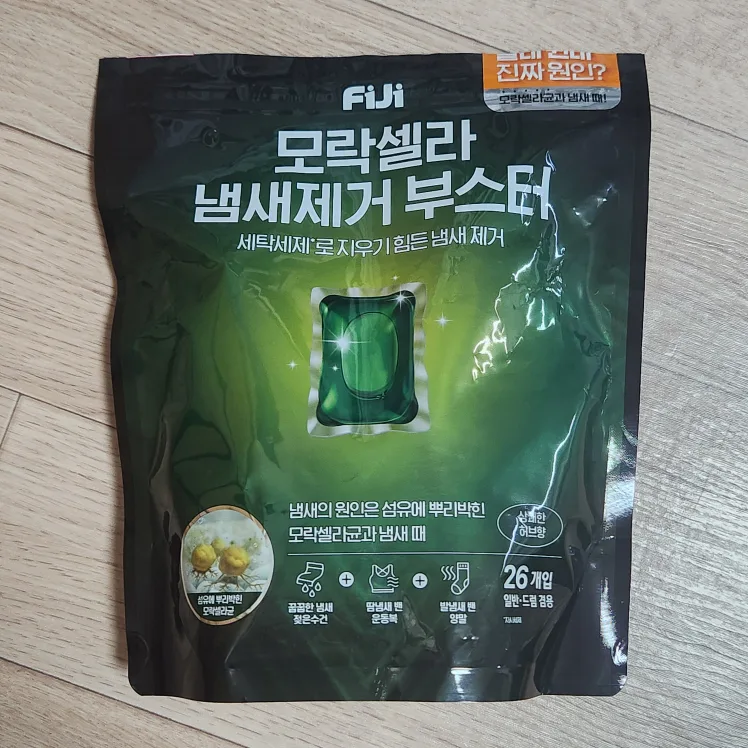 진짜 원인?
모락셀라균과 냄새 때!
FiJi
모락셀라
냄새제거 부스터
세탁세제*로 지우기 힘든 냄새 제거
냄새의 원인은 섬유에 뿌리박힌
모락셀라균과 냄새 때
상쾌한
허브향
섬유에 뿌리박힌
모락셀라균
꿉꿉한 냄새
젖은수건
+
땀냄새 밴
운동복
+
발냄새 밴
양말
26개입
일반·드럼 겸용